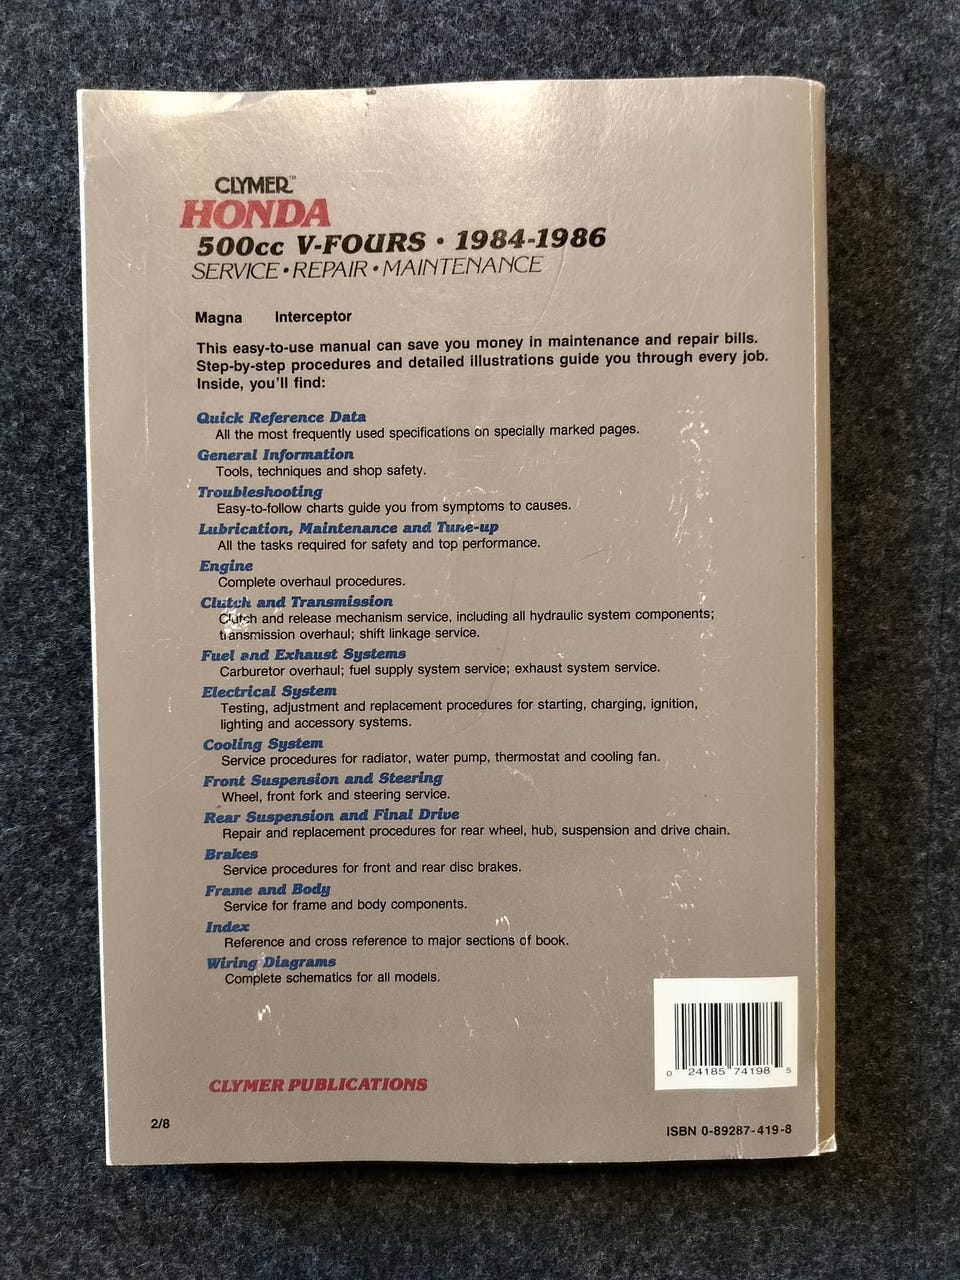 CLYMER™
HONDA
500cc V-FOURS • 1984-1986
SERVICE • REPAIR • MAINTENANCE
Magna Interceptor
This easy-to-use manual can save you money in maintenance and repair bills.
Step-by-step procedures and detailed illustrations guide you through every job.
Inside, you'll find:
Quick Reference Data
All the most frequently used specifications on specially marked pages.
General Information
Tools, techniques and shop safety.
Troubleshooting
Easy-to-follow charts guide you from symptoms to causes.
Lubrication, Maintenance and Tune-up
All the tasks required for safety and top performance.
Engine
Complete overhaul procedures.
Clutch and Transmission
Clutch and release mechanism service, including all hydraulic system components;
transmission overhaul; shift linkage service.
Fuel and Exhaust Systems
Carburetor overhaul; fuel supply system service; exhaust system service.
Electrical System
Testing, adjustment and replacement procedures for starting, charging, ignition,
lighting and accessory systems.
Cooling System
Service procedures for radiator, water pump, thermostat and cooling fan.
Front Suspension and Steering
Wheel, front fork and steering service.
Rear Suspension and Final Drive
Repair and replacement procedures for rear wheel, hub, suspension and drive chain.
Brakes
Service procedures for front and rear disc brakes.
Frame and Body
Service for frame and body components.
Index
Reference and cross reference to major sections of book.
Wiring Diagrams
Complete schematics for all models.
0 24185 74198 5
CLYMER PUBLICATIONS
2/8
ISBN 0-89287-419-8